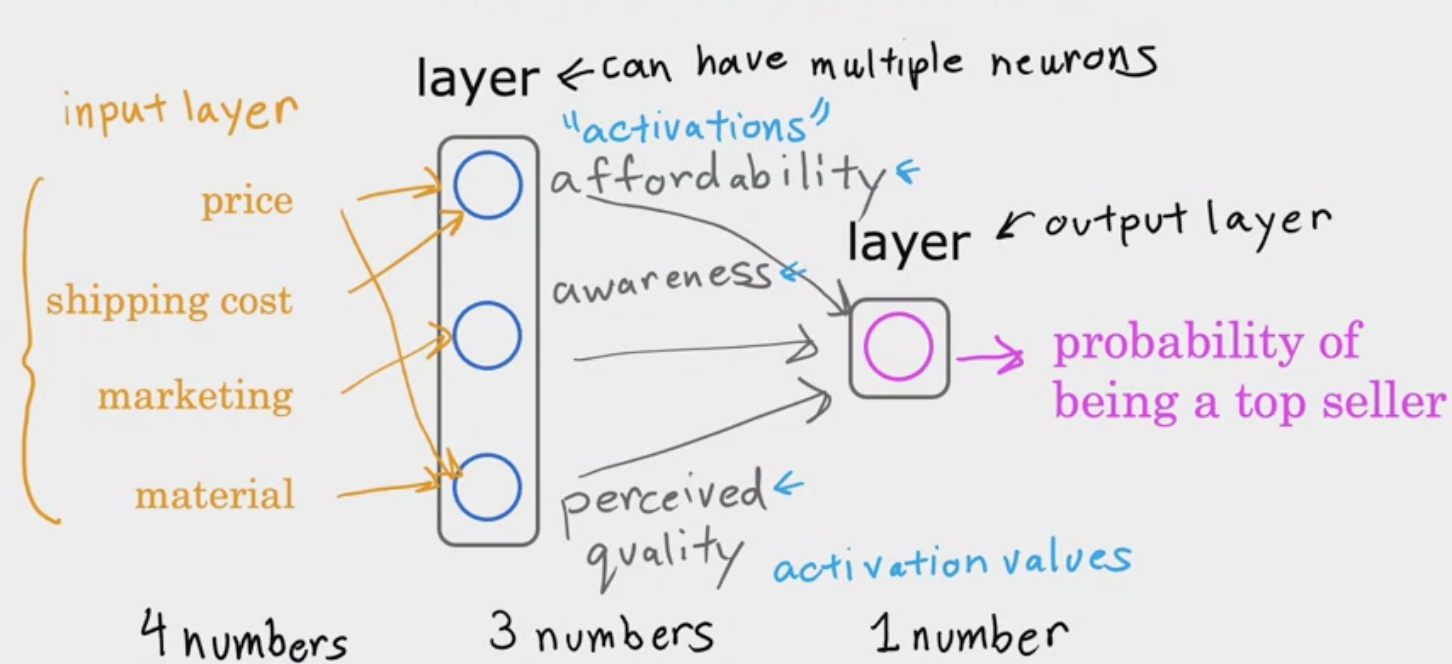 layer ← can have multiple neurons
input layer
"activations"
price
affordability ←
layer ← output layer
shipping cost
awareness ←
probability of
being a top seller
marketing
material
perceived ←
quality
activation values
4 numbers
3 numbers
1 number